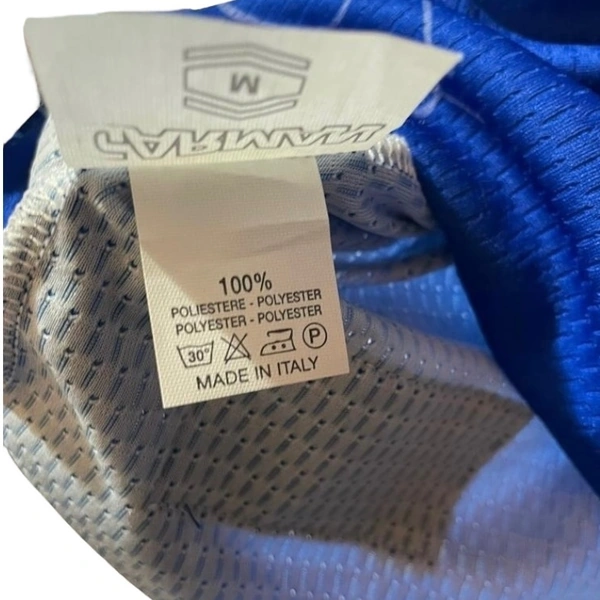 M
100%
POLIESTERE - POLYESTER
POLYESTER - POLYESTER
30°
P
MADE IN ITALY